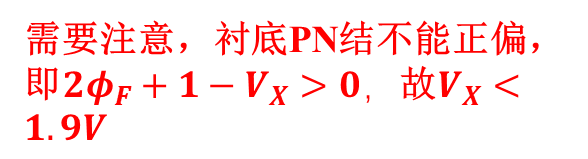 需要注意，衬底PN结不能正偏，
即2ϕ_F + 1 − V_X > 0，故V_X <
1.9V